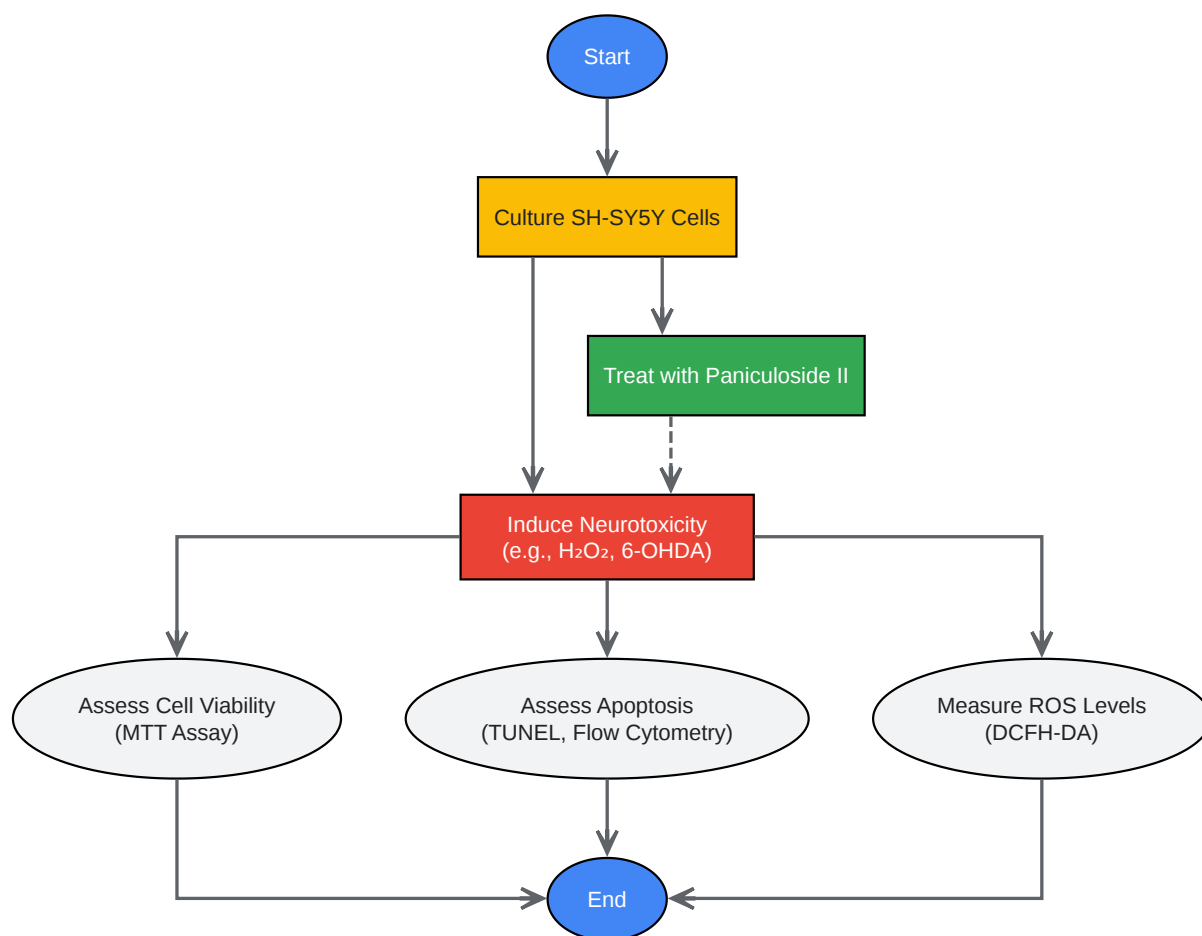 Start
Culture SH-SY5Y Cells
Treat with Paniculoside II
Induce Neurotoxicity
(e.g., H₂O₂, 6-OHDA)
Assess Cell Viability
(MTT Assay)
Assess Apoptosis
(TUNEL, Flow Cytometry)
Measure ROS Levels
(DCFH-DA)
End